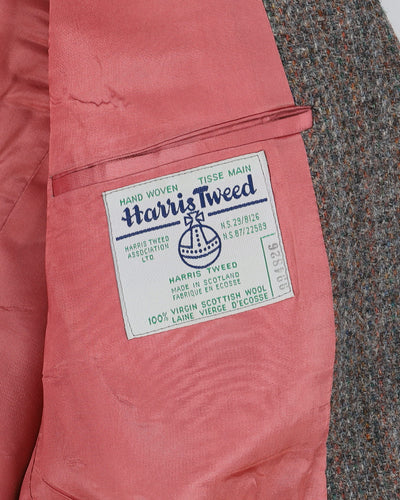 HAND WOVEN TISSE MAIN
Harris Tweed
HARRIS TWEED
ASSOCIATION
LTD.
N.S. 29/8126
N.S. 87/22589
HARRIS TWEED
MADE IN SCOTLAND
FABRIQUE EN ECOSSE
100% VIRGIN SCOTTISH WOOL
LAINE VIERGE D'ECOSSE